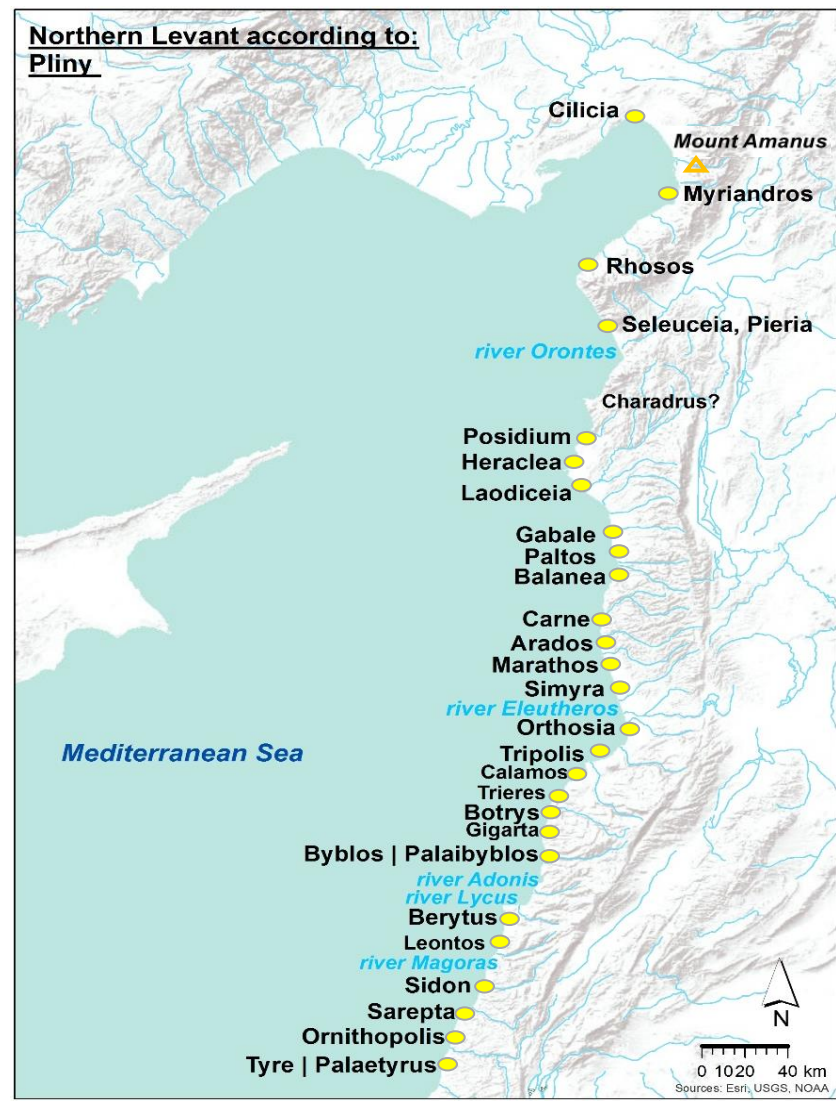 Northern Levant according to:
Pliny
Cilicia
Mount Amanus
Myriandros
Rhosos
Seleuceia, Pieria
river Orontes
Charadrus?
Posidium
Heraclea
Laodiceia
Gabale
Paltos
Balanea
Carne
Arados
Marathos
Simyra
river Eleutheros
Orthosia
Mediterranean Sea
Tripolis
Calamos
Trieres
Botrys
Gigarta
Byblos | Palaibyblos
river Adonis
river Lycus
Berytus
Leontos
river Magoras
Sidon
Sarepta
Ornithopolis
Tyre | Palaetyrus
N
0 1020 40 km
Sources: Esri, USGS, NOAA